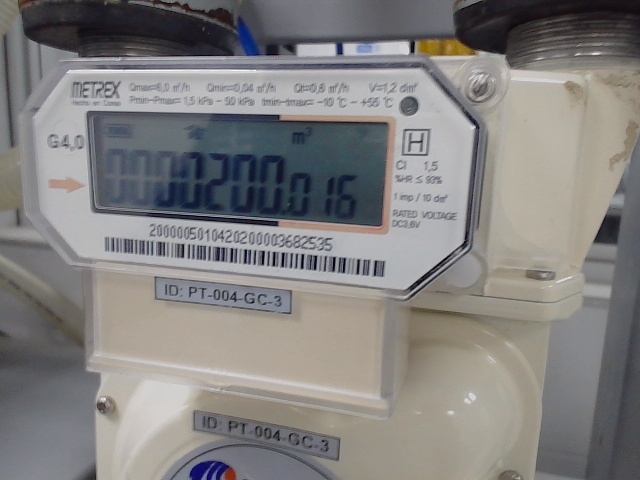 METREX
Hecho en Corea
Qmax=6,0 m³/h Qmin=0,04 m³/h Qt=0,6 m³/h V=1,2 dm³
Pmin-Pmax= 1,5 kPa - 50 kPa tmin-tmax= -10 °C - +55 °C
G4,0
m³
0000200.016
H
Cl 1,5
%HR ≤ 93%
1 imp / 10 dm³
RATED VOLTAGE
DC3,6V
20000050104202000003682535
ID: PT-004-GC-3
ID: PT-004-GC-3